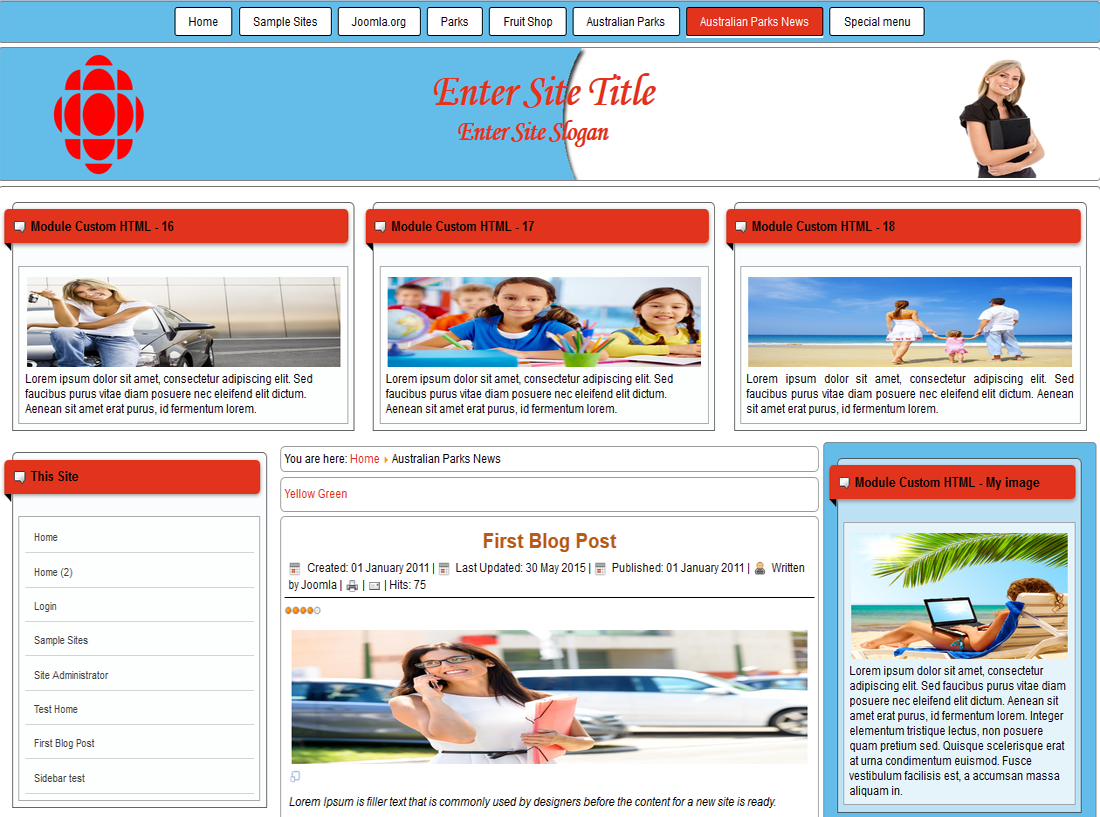 Home Sample Sites Joomla.org Parks Fruit Shop Australian Parks Australian Parks News Special menu
Enter Site Title
Enter Site Slogan
Module Custom HTML - 16
Lorem ipsum dolor sit amet, consectetur adipiscing elit. Sed
faucibus purus vitae diam posuere nec eleifend elit dictum.
Aenean sit amet erat purus, id fermentum lorem.
Module Custom HTML - 17
Lorem ipsum dolor sit amet, consectetur adipiscing elit. Sed
faucibus purus vitae diam posuere nec eleifend elit dictum.
Aenean sit amet erat purus, id fermentum lorem.
Module Custom HTML - 18
Lorem ipsum dolor sit amet, consectetur adipiscing elit. Sed
faucibus purus vitae diam posuere nec eleifend elit dictum. Aenean
sit amet erat purus, id fermentum lorem.
This Site
Home
Home (2)
Login
Sample Sites
Site Administrator
Test Home
First Blog Post
Sidebar test
You are here: Home Australian Parks News
Yellow Green
First Blog Post
Created: 01 January 2011 | Last Updated: 30 May 2015 | Published: 01 January 2011 | Written
by Joomla | | | Hits: 75
Lorem Ipsum is filler text that is commonly used by designers before the content for a new site is ready.
Module Custom HTML - My image
Lorem ipsum dolor sit amet, consectetur
adipiscing elit. Sed faucibus purus vitae diam
posuere nec eleifend elit dictum. Aenean sit
amet erat purus, id fermentum lorem. Integer
elementum tristique lectus, non posuere
quam pretium sed. Quisque scelerisque erat
at urna condimentum euismod. Fusce
vestibulum facilisis est, a accumsan massa
aliquam in.